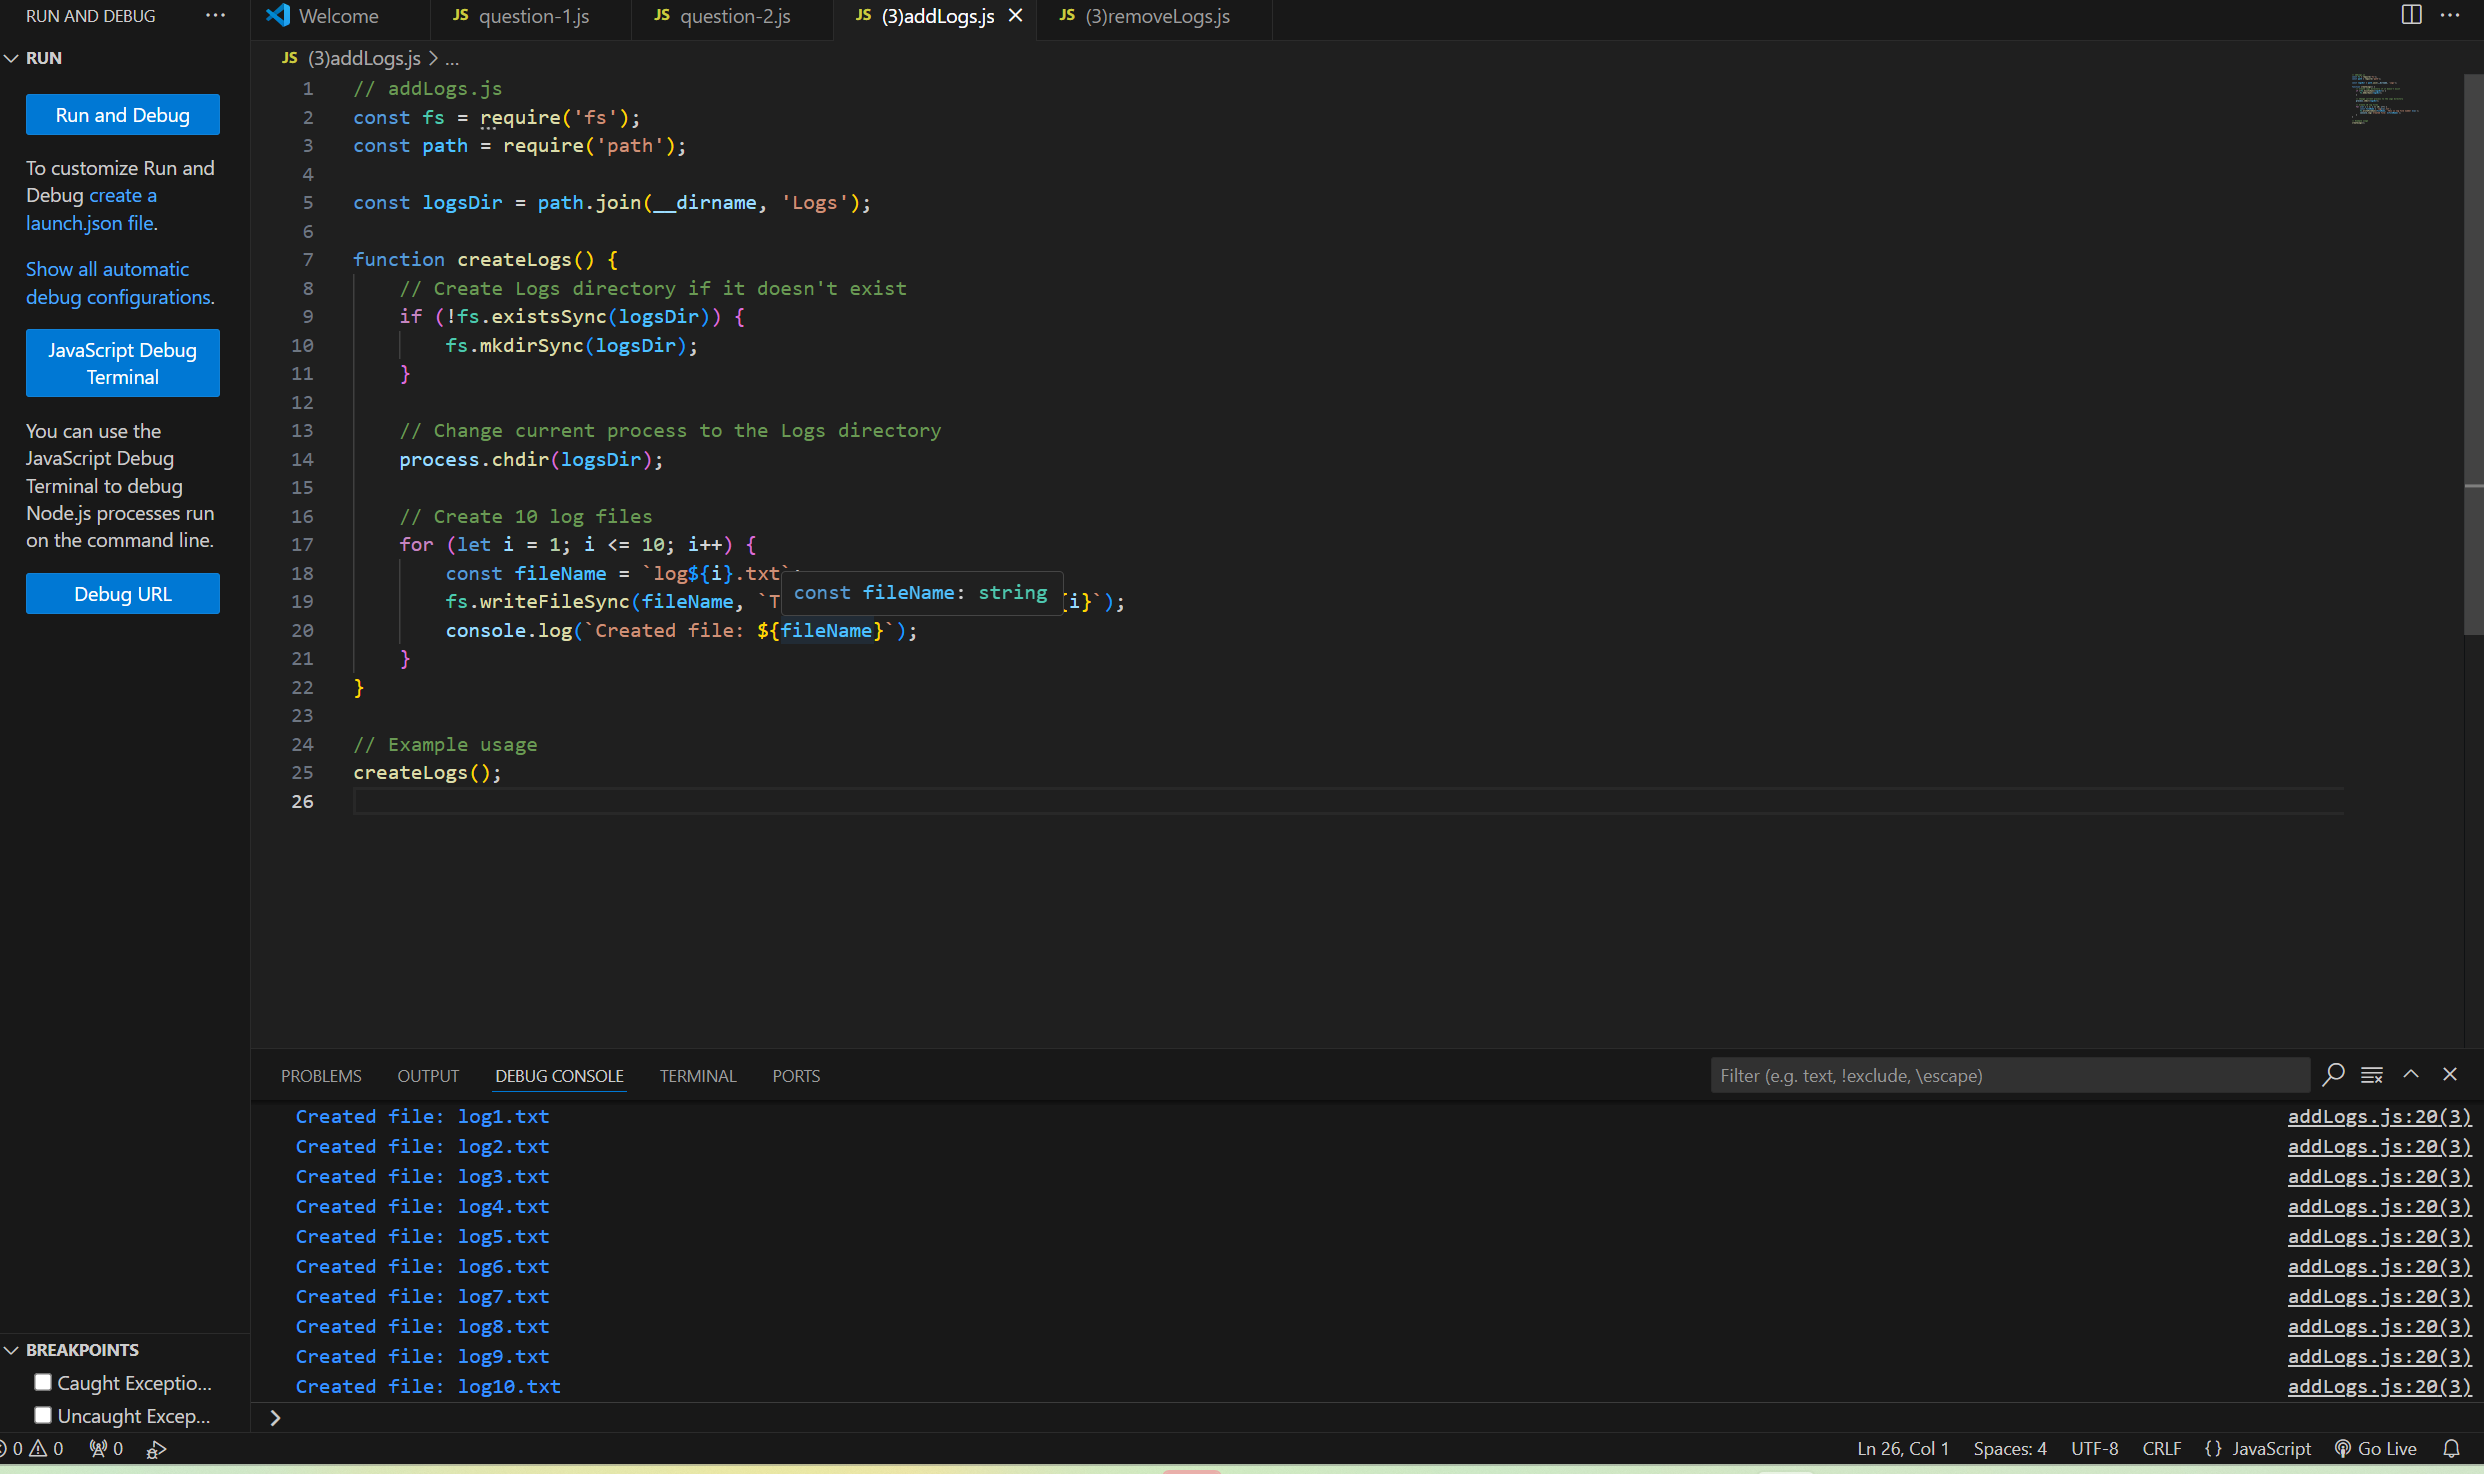 RUN AND DEBUG ···
RUN
Run and Debug
To customize Run and
Debug create a
launch.json file.
Show all automatic
debug configurations.
JavaScript Debug
Terminal
You can use the
JavaScript Debug
Terminal to debug
Node.js processes run
on the command line.
Debug URL
BREAKPOINTS
Caught Exceptio...
Uncaught Excep...
Welcome
JS question-1.js
JS question-2.js
JS (3)addLogs.js
JS (3)removeLogs.js
JS (3)addLogs.js > ...
1 // addLogs.js
2 const fs = require('fs');
3 const path = require('path');
4
5 const logsDir = path.join(__dirname, 'Logs');
6
7 function createLogs() {
8 // Create Logs directory if it doesn't exist
9 if (!fs.existsSync(logsDir)) {
10 fs.mkdirSync(logsDir);
11 }
12
13 // Change current process to the Logs directory
14 process.chdir(logsDir);
15
16 // Create 10 log files
17 for (let i = 1; i <= 10; i++) {
18 const fileName = `log${i}.txt`;
const fileName: string
19 fs.writeFileSync(fileName, `T {i}`);
20 console.log(`Created file: ${fileName}`);
21 }
22 }
23
24 // Example usage
25 createLogs();
26
PROBLEMS OUTPUT DEBUG CONSOLE TERMINAL PORTS Filter (e.g. text, !exclude, \escape)
Created file: log1.txt addLogs.js:20(3)
Created file: log2.txt addLogs.js:20(3)
Created file: log3.txt addLogs.js:20(3)
Created file: log4.txt addLogs.js:20(3)
Created file: log5.txt addLogs.js:20(3)
Created file: log6.txt addLogs.js:20(3)
Created file: log7.txt addLogs.js:20(3)
Created file: log8.txt addLogs.js:20(3)
Created file: log9.txt addLogs.js:20(3)
Created file: log10.txt addLogs.js:20(3)
>
0 0 0 Ln 26, Col 1 Spaces: 4 UTF-8 CRLF {} JavaScript Go Live